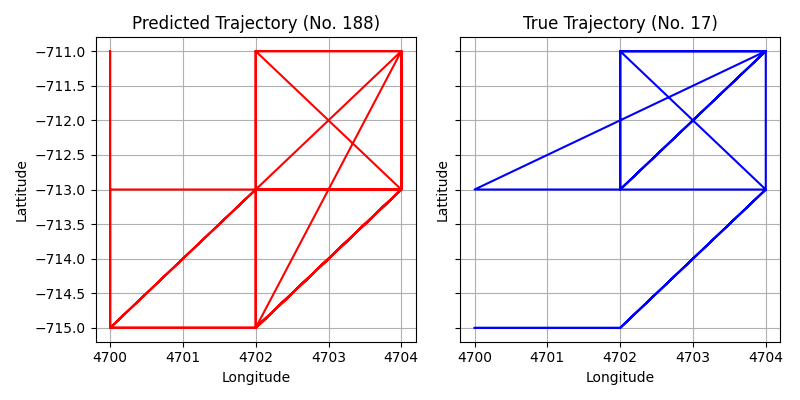 Predicted Trajectory (No. 188)
True Trajectory (No. 17)
−711.0
−711.5
−712.0
−712.5
−713.0
−713.5
−714.0
−714.5
−715.0
Lattitude
Lattitude
4700 4701 4702 4703 4704
4700 4701 4702 4703 4704
Longitude
Longitude